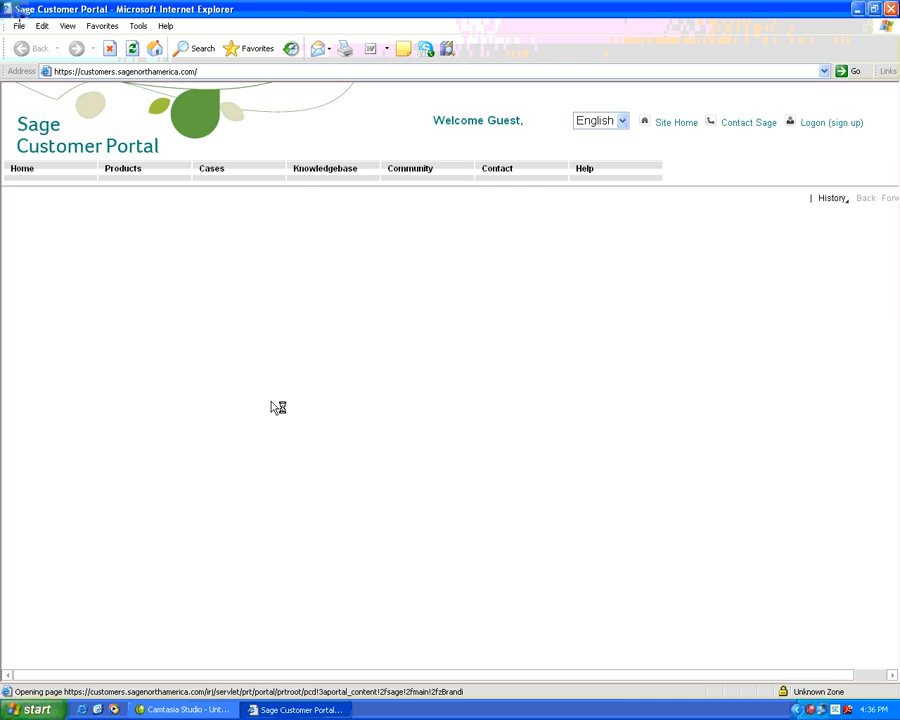 Sage Customer Portal - Microsoft Internet Explorer
File Edit View Favorites Tools Help
Back Search Favorites
Address https://customers.sagenorthamerica.com/ Go Links
Sage
Customer Portal
Welcome Guest, English Site Home Contact Sage Logon (sign up)
Home Products Cases Knowledgebase Community Contact Help
| History Back Forw
Opening page https://customers.sagenorthamerica.com/irj/servlet/prt/portal/prtroot/pcd!3aportal_content!2fsage!2fmain!2fzBrandi Unknown Zone
start Camtasia Studio - Unt... Sage Customer Portal... 4:36 PM